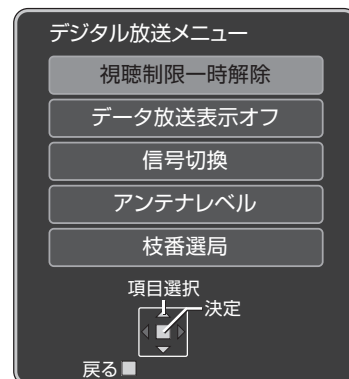 デジタル放送メニュー
視聴制限一時解除
データ放送表示オフ
信号切換
アンテナレベル
枝番選局
項目選択
決定
戻る